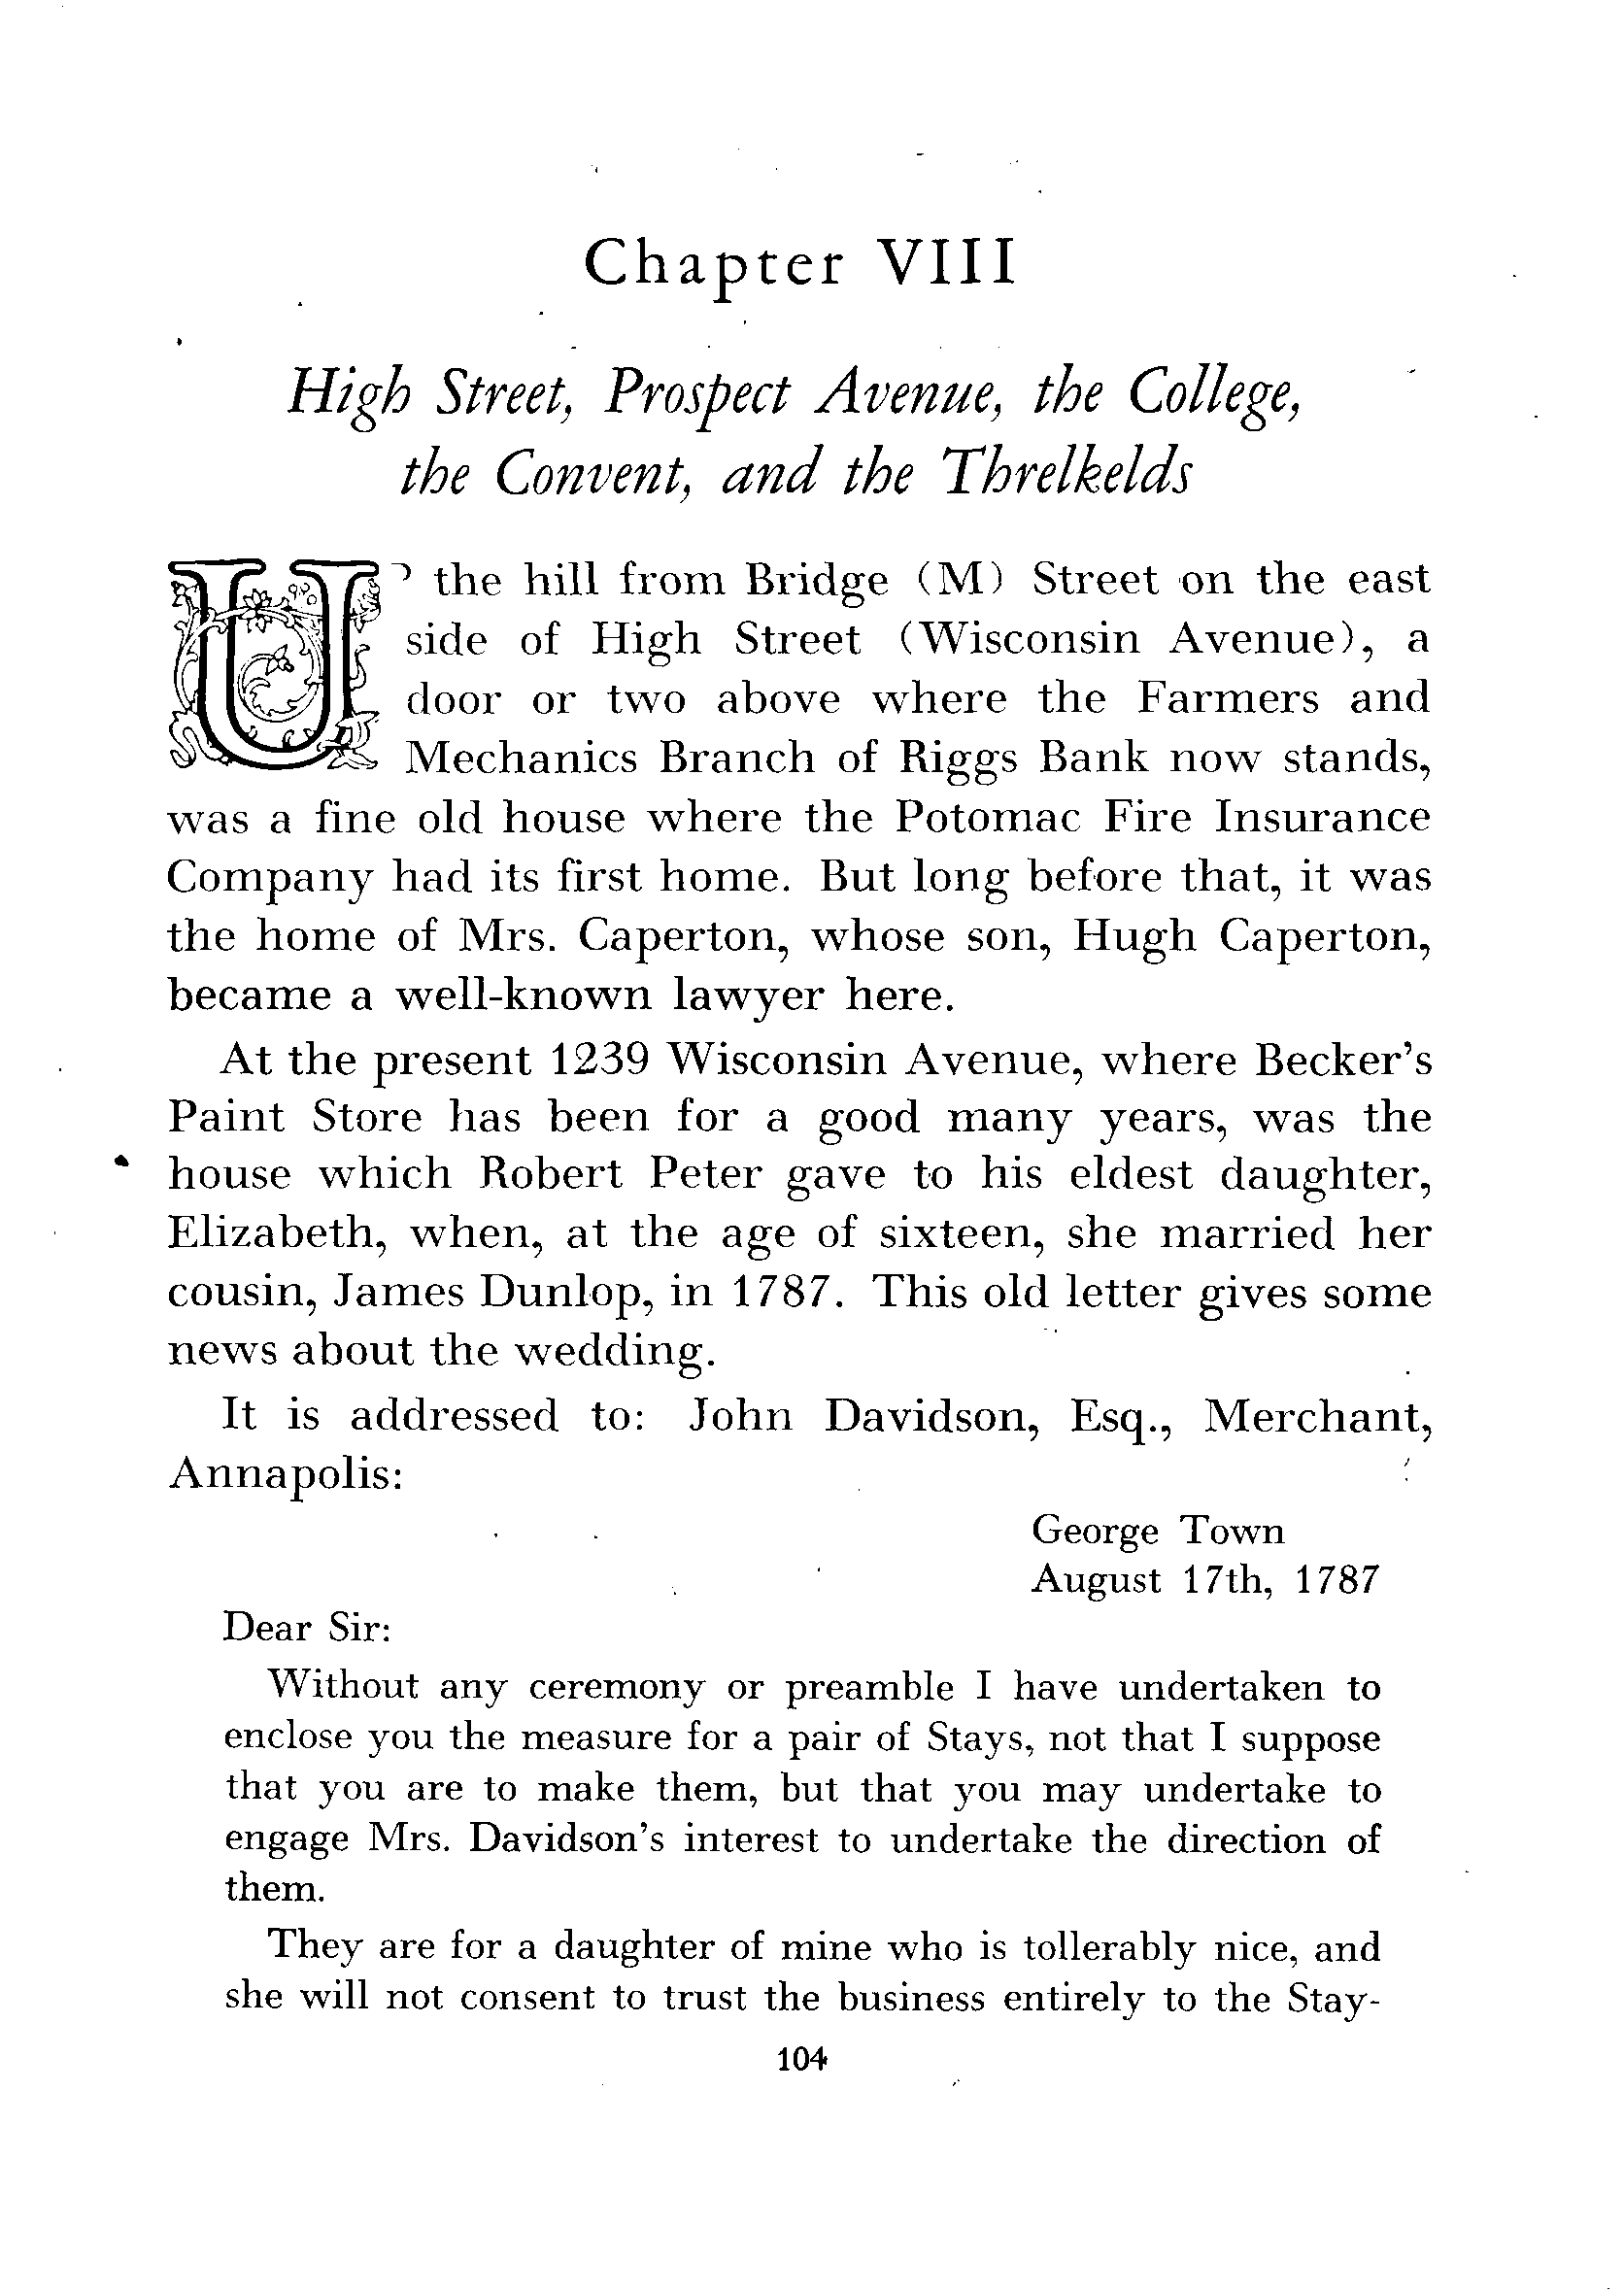 Chapter VIII
High Street, Prospect Avenue, the College,
the Convent, and the Threlkelds
UP the hill from Bridge (M) Street on the east
side of High Street (Wisconsin Avenue), a
door or two above where the Farmers and
Mechanics Branch of Riggs Bank now stands,
was a fine old house where the Potomac Fire Insurance
Company had its first home. But long before that, it was
the home of Mrs. Caperton, whose son, Hugh Caperton,
became a well-known lawyer here.
At the present 1239 Wisconsin Avenue, where Becker's
Paint Store has been for a good many years, was the
house which Robert Peter gave to his eldest daughter,
Elizabeth, when, at the age of sixteen, she married her
cousin, James Dunlop, in 1787. This old letter gives some
news about the wedding.
It is addressed to: John Davidson, Esq., Merchant,
Annapolis:
George Town
August 17th, 1787
Dear Sir:
Without any ceremony or preamble I have undertaken to
enclose you the measure for a pair of Stays, not that I suppose
that you are to make them, but that you may undertake to
engage Mrs. Davidson's interest to undertake the direction of
them.
They are for a daughter of mine who is tollerably nice, and
she will not consent to trust the business entirely to the Stay-
104